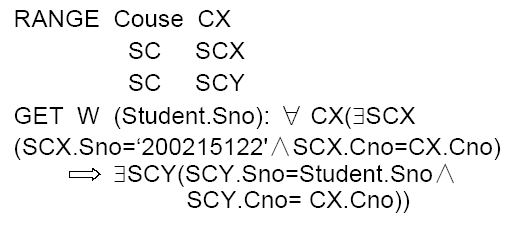 RANGE Couse CX
SC SCX
SC SCY
GET W (Student.Sno): ∀ CX(∃SCX
(SCX.Sno=‘200215122'∧SCX.Cno=CX.Cno)
⇒ ∃SCY(SCY.Sno=Student.Sno∧
SCY.Cno= CX.Cno))